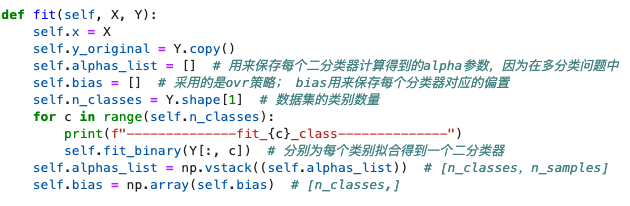 def fit(self, X, Y):
    self.x = X
    self.y_original = Y.copy()
    self.alphas_list = []  # 用来保存每个二分类器计算得到的alpha参数，因为在多分类问题中
    self.bias = []  # 采用的是ovr策略； bias用来保存每个分类器对应的偏置
    self.n_classes = Y.shape[1]  # 数据集的类别数量
    for c in range(self.n_classes):
        print(f"--------------fit_{c}_class--------------")
        self.fit_binary(Y[:, c])  # 分别为每个类别拟合得到一个二分类器
    self.alphas_list = np.vstack((self.alphas_list))  # [n_classes, n_samples]
    self.bias = np.array(self.bias)  # [n_classes,]